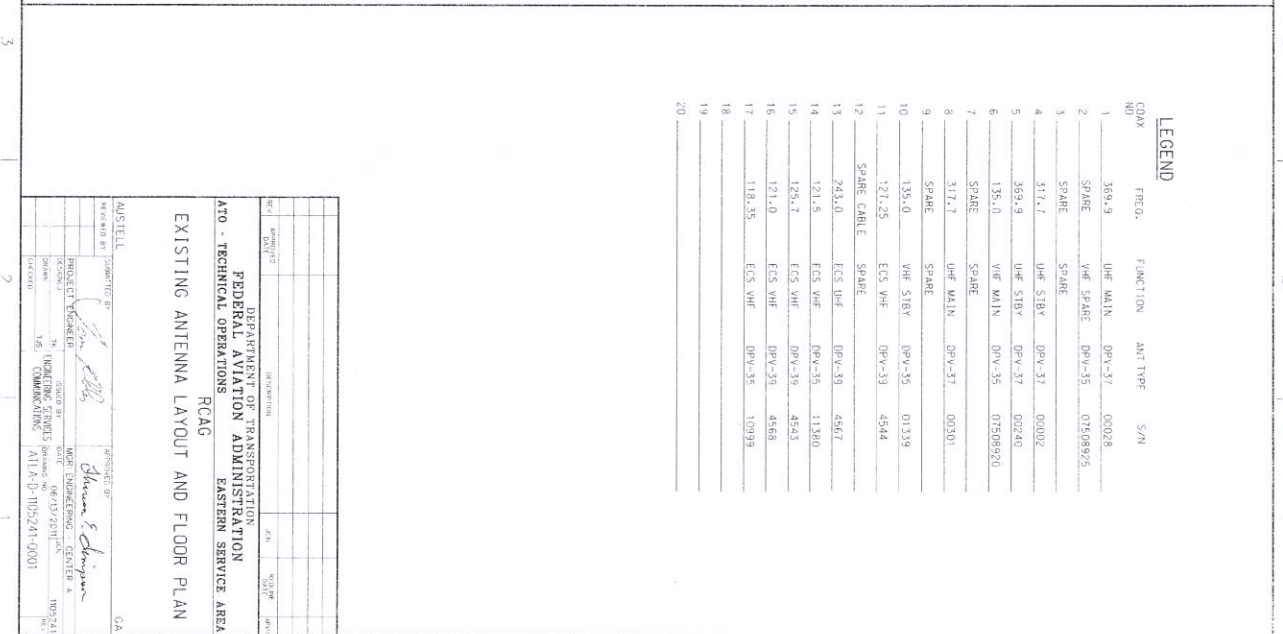 LEGEND
COAX NO FREQ. FUNCTION ANT TYPE S/N
1 369.9 UHF MAIN DPV-37 00028
2 SPARE VHF SPARE DPV-35 07508925
3 SPARE SPARE
4 317.7 UHF STBY DPV-37 00002
5 369.9 UHF STBY DPV-37 00240
6 135.0 VHF MAIN DPV-35 07508920
7 SPARE SPARE
8 317.7 UHF MAIN DPV-37 00301
9 SPARE SPARE
10 135.0 VHF STBY DPV-35 01339
11 127.25 ECS VHF DPV-39 4544
12 SPARE CABLE SPARE
13 243.0 ECS UHF DPV-39 4567
14 121.5 ECS VHF DPV-35 11380
15 125.7 ECS VHF DPV-39 4543
16 121.0 ECS VHF DPV-39 4568
17 118.35 ECS VHF DPV-35 10999
18
19
20
REV APPROVED DATE DESCRIPTION JCN REDLINE DATE
DEPARTMENT OF TRANSPORTATION
FEDERAL AVIATION ADMINISTRATION
ATO - TECHNICAL OPERATIONS EASTERN SERVICE AREA
RCAG
EXISTING ANTENNA LAYOUT AND FLOOR PLAN
AUSTELL GA
REVIEWED BY SUBMITTED BY APPROVED BY
PROJECT ENGINEER MGR ENGINEERING - CENTER A
DESIGNED TK ISSUED BY DATE 06/13/2011 JCN
DRAWN ENGINEERING SERVICES DRAWING NO
CHECKED TJS COMMUNICATIONS ATLA-D-1105241-0001
3
2
1